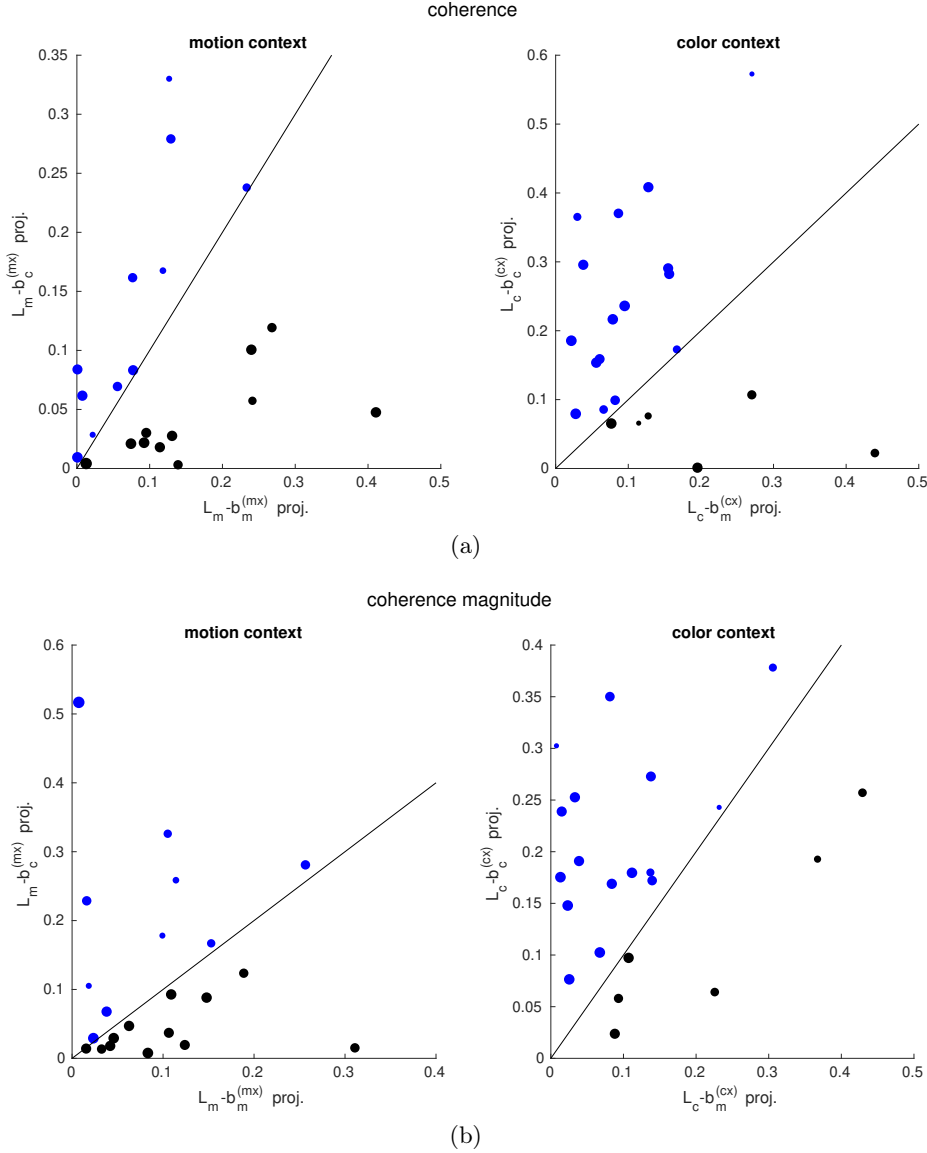 coherence
motion context
color context
0.35
0.3
0.25
0.2
0.15
0.1
0.05
0
L_m-b_c^(mx) proj.
0.1 0.2 0.3 0.4 0.5
L_m-b_m^(mx) proj.
0.6
0.5
0.4
0.3
0.2
0.1
0
L_c-b_c^(cx) proj.
0 0.1 0.2 0.3 0.4 0.5
L_c-b_m^(cx) proj.
(a)
coherence magnitude
motion context
color context
0.6
0.5
0.4
0.3
0.2
0.1
0
L_m-b_c^(mx) proj.
0 0.1 0.2 0.3 0.4
L_m-b_m^(mx) proj.
0.4
0.35
0.3
0.25
0.2
0.15
0.1
0.05
0
L_c-b_c^(cx) proj.
0 0.1 0.2 0.3 0.4 0.5
L_c-b_m^(cx) proj.
(b)